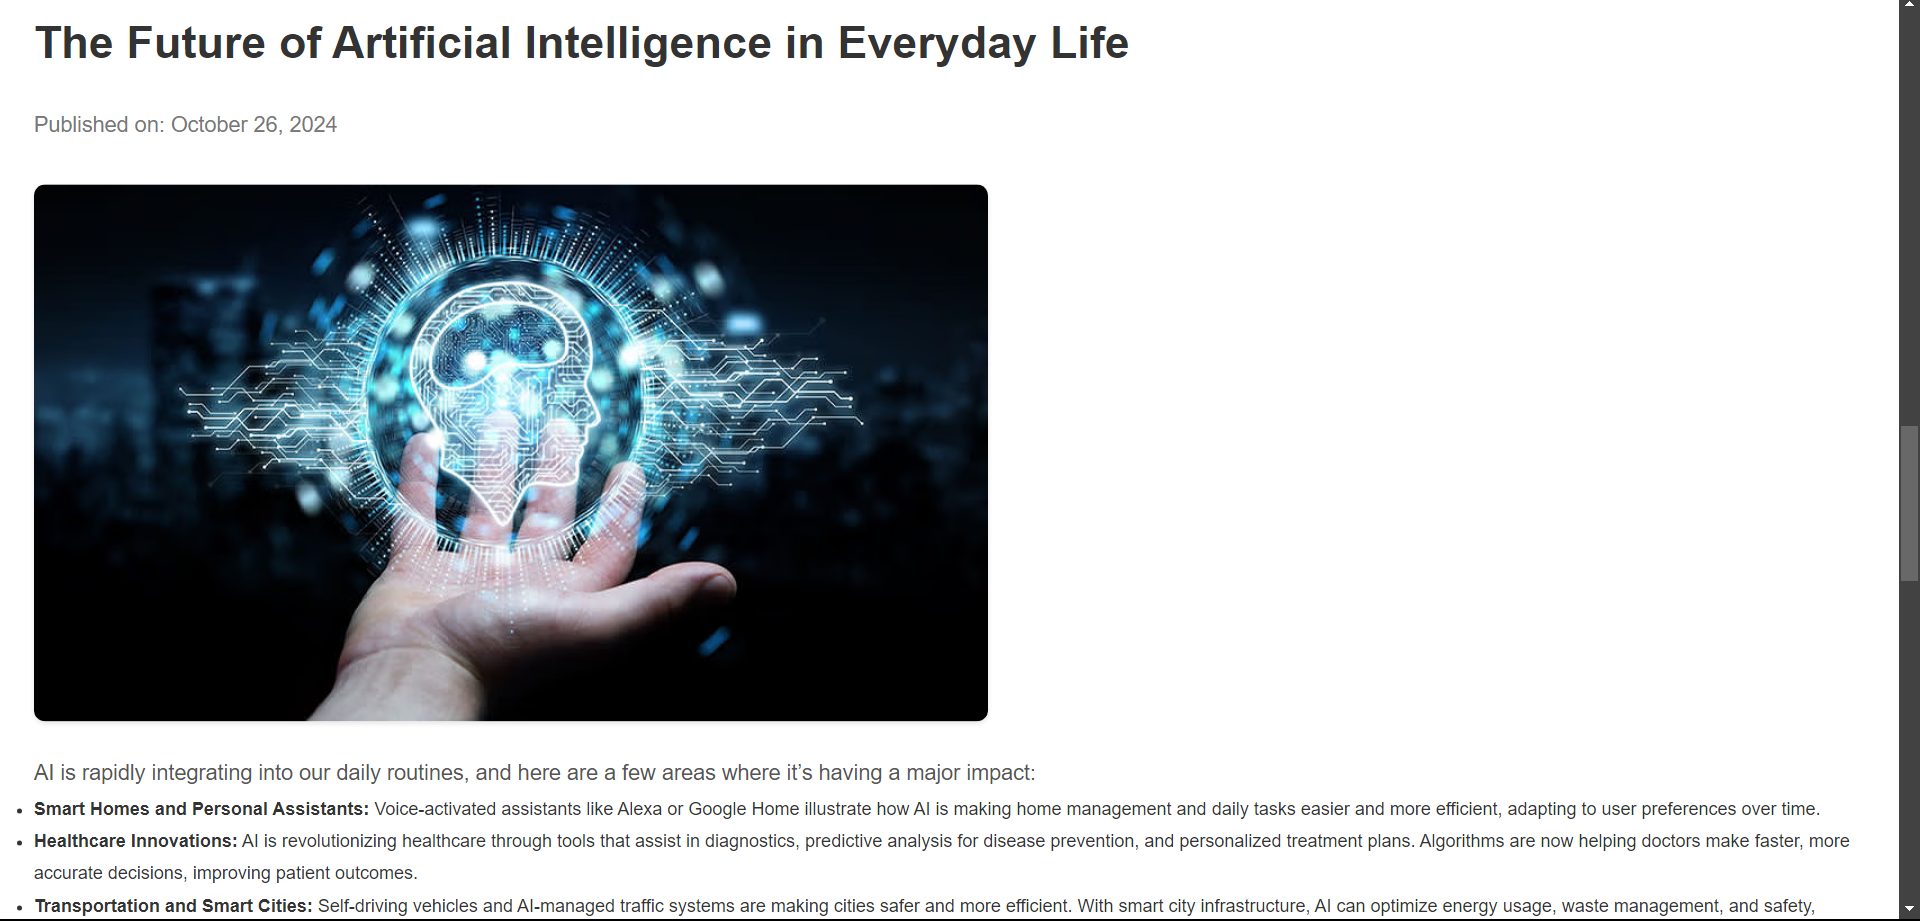 The Future of Artificial Intelligence in Everyday Life
Published on: October 26, 2024
AI is rapidly integrating into our daily routines, and here are a few areas where it’s having a major impact:
• Smart Homes and Personal Assistants: Voice-activated assistants like Alexa or Google Home illustrate how AI is making home management and daily tasks easier and more efficient, adapting to user preferences over time.
• Healthcare Innovations: AI is revolutionizing healthcare through tools that assist in diagnostics, predictive analysis for disease prevention, and personalized treatment plans. Algorithms are now helping doctors make faster, more
accurate decisions, improving patient outcomes.
• Transportation and Smart Cities: Self-driving vehicles and AI-managed traffic systems are making cities safer and more efficient. With smart city infrastructure, AI can optimize energy usage, waste management, and safety,